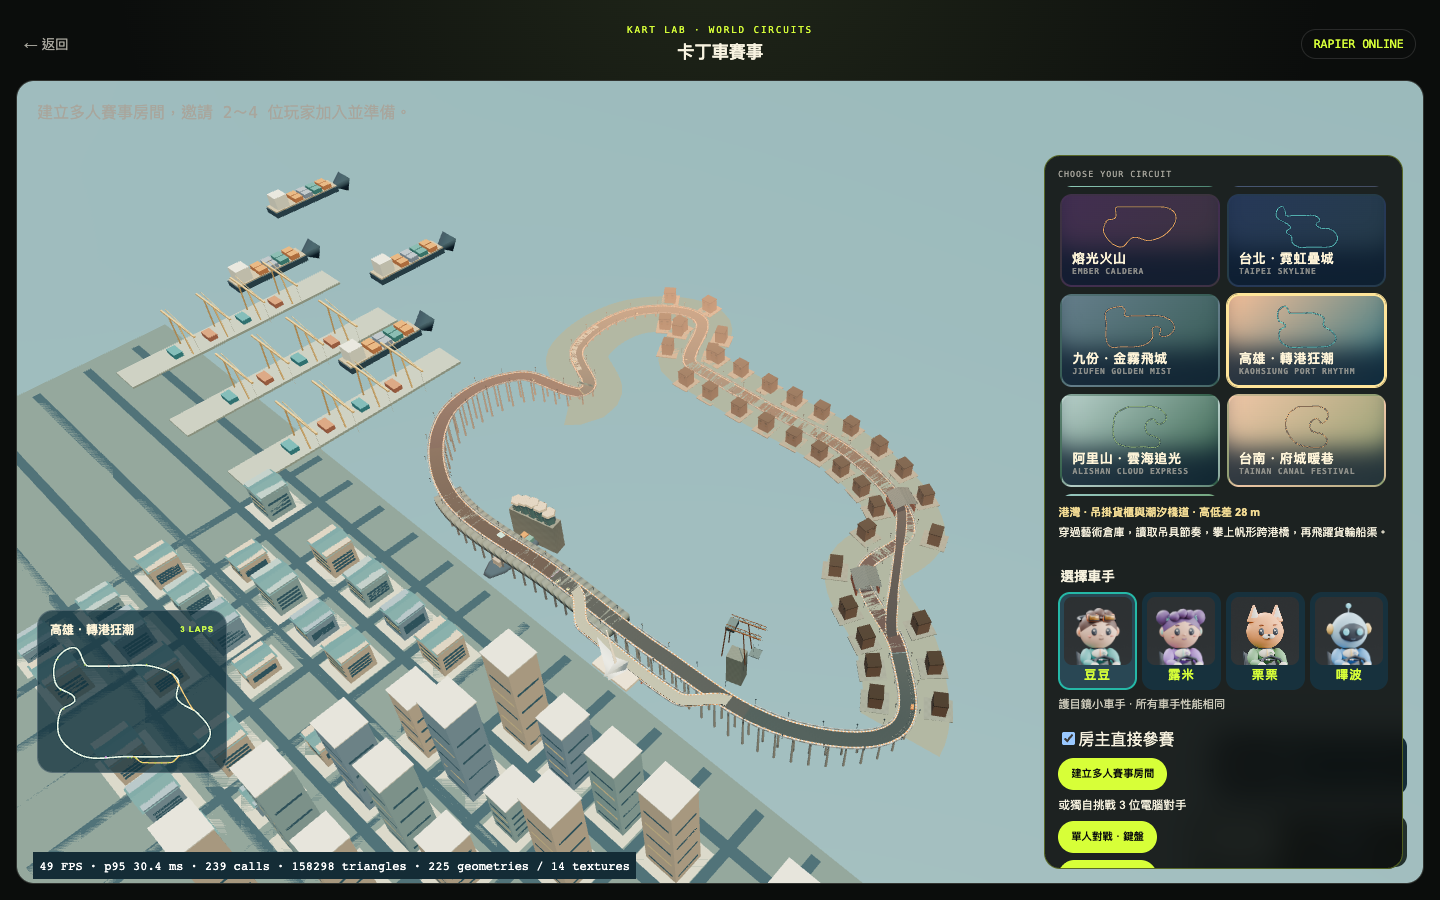 ← 返回
KART LAB · WORLD CIRCUITS
卡丁車賽事
RAPIER ONLINE
建立多人賽事房間，邀請 2～4 位玩家加入並準備。
CHOOSE YOUR CIRCUIT
熔光火山
EMBER CALDERA
台北 · 霓虹疊城
TAIPEI SKYLINE
九份 · 金霧飛城
JIUFEN GOLDEN MIST
高雄 · 轉港狂潮
KAOHSIUNG PORT RHYTHM
阿里山 · 雲海追光
ALISHAN CLOUD EXPRESS
台南 · 府城暖巷
TAINAN CANAL FESTIVAL
港灣 · 吊掛貨櫃與潮汐橋道 · 高低差 28 m
穿過藝術倉庫，讀取吊具節奏，攀上帆形跨港橋，再飛躍貨輪船渠。
選擇車手
豆豆
露米
栗栗
嗶波
護目鏡小車手 · 所有車手性能相同
房主直接參賽
建立多人賽事房間
或獨自挑戰 3 位電腦對手
單人對戰 · 鍵盤
高雄 · 轉港狂潮
3 LAPS
49 FPS · p95 30.4 ms · 239 calls · 158298 triangles · 225 geometries / 14 textures